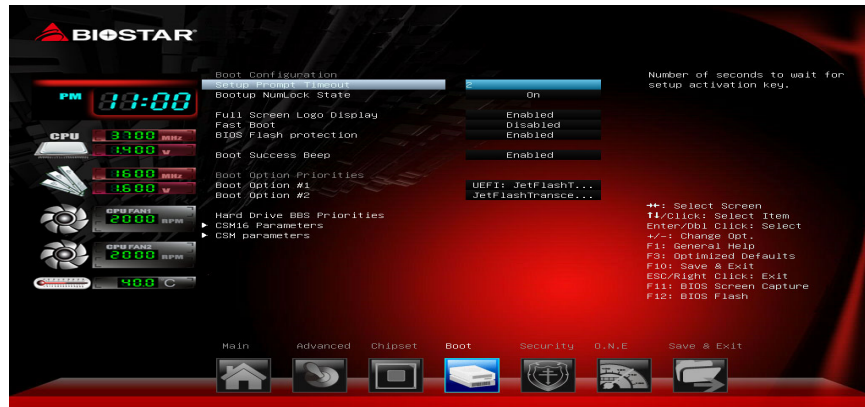 BIOSTAR
Boot Configuration
Setup Prompt Timeout 2
Bootup NumLock State On
Full Screen Logo Display Enabled
Fast Boot Disabled
BIOS Flash protection Enabled
Boot Success Beep Enabled
Boot Option Priorities
Boot Option #1 UEFI: JetFlashT...
Boot Option #2 JetFlashTransce...
Hard Drive BBS Priorities
CSM16 Parameters
CSM parameters
Number of seconds to wait for
setup activation key.
PM 11:00
CPU 3700 MHz
1.400 V
1600 MHz
1.600 V
CPU FAN1
2000 RPM
CPU FAN2
2000 RPM
40.0 C
→←: Select Screen
↑↓/Click: Select Item
Enter/Dbl Click: Select
+/-: Change Opt.
F1: General Help
F3: Optimized Defaults
F10: Save & Exit
ESC/Right Click: Exit
F11: BIOS Screen Capture
F12: BIOS Flash
Main Advanced Chipset Boot Security O.N.E Save & Exit